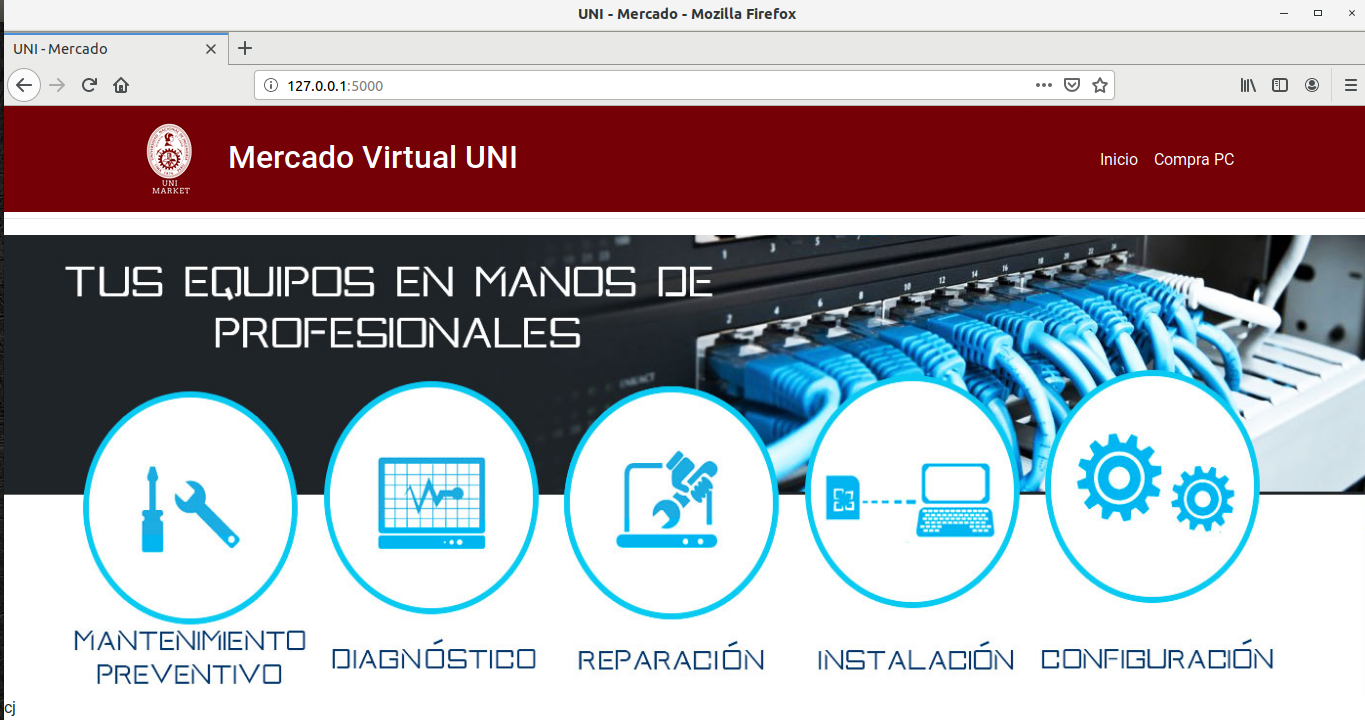 UNI - Mercado - Mozilla Firefox
UNI - Mercado
127.0.0.1:5000
UNI
MARKET
Mercado Virtual UNI
Inicio Compra PC
TUS EQUIPOS EN MANOS DE
PROFESIONALES
MANTENIMIENTO
PREVENTIVO
DIAGNÓSTICO
REPARACIÓN
INSTALACIÓN
CONFIGURACIÓN
cj